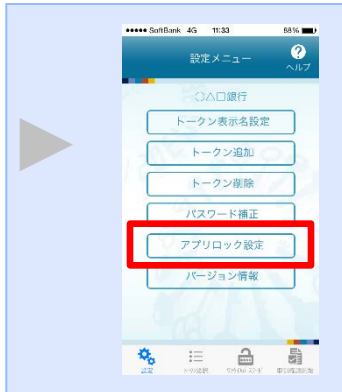 ●●●●● SoftBank 4G 11:33 88%
設定メニュー
ヘルプ
○△□銀行
トークン表示名設定
トークン追加
トークン削除
パスワード補正
アプリロック設定
バージョン情報
設定